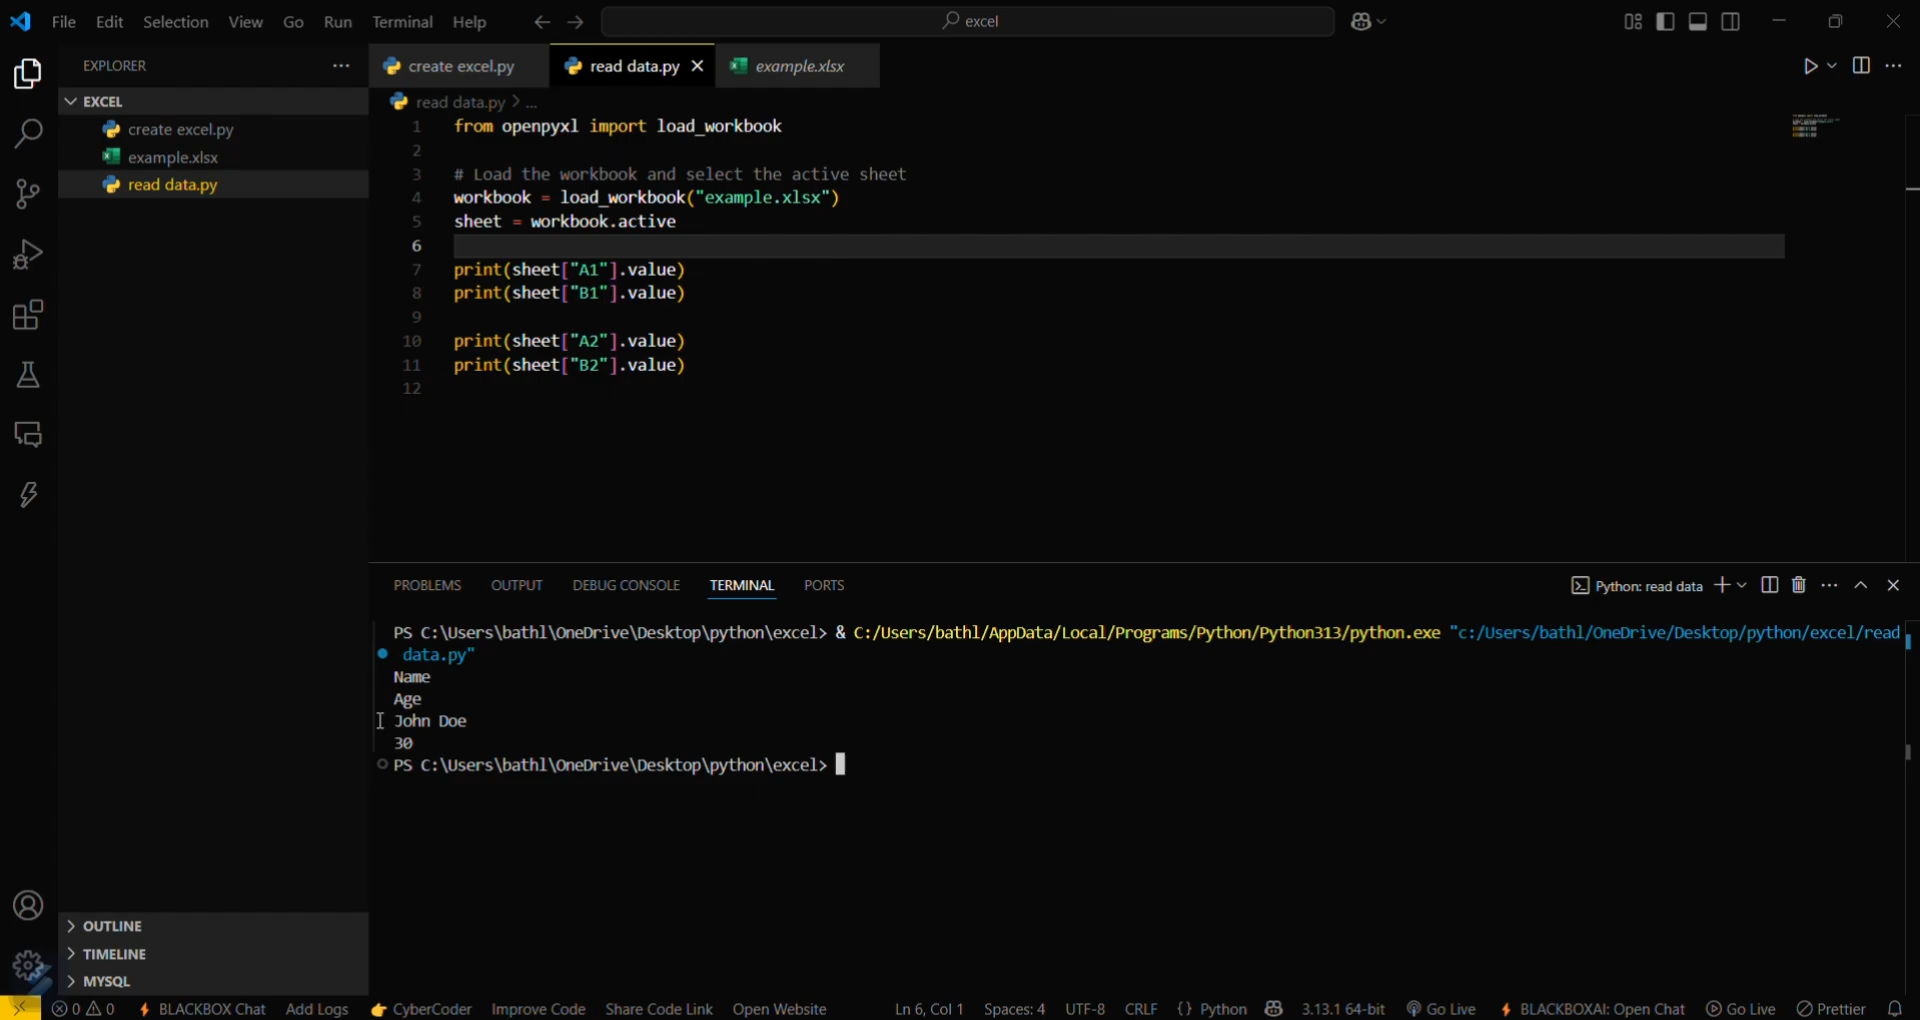 File Edit Selection View Go Run Terminal Help
excel
EXPLORER
create excel.py
read data.py
example.xlsx
EXCEL
create excel.py
example.xlsx
read data.py
read data.py > ...
1 from openpyxl import load_workbook
2
3 # Load the workbook and select the active sheet
4 workbook = load_workbook("example.xlsx")
5 sheet = workbook.active
6
7 print(sheet["A1"].value)
8 print(sheet["B1"].value)
9
10 print(sheet["A2"].value)
11 print(sheet["B2"].value)
12
PROBLEMS OUTPUT DEBUG CONSOLE TERMINAL PORTS
Python: read data
PS C:\Users\bathl\OneDrive\Desktop\python\excel> & C:/Users/bathl/AppData/Local/Programs/Python/Python313/python.exe "c:/Users/bathl/OneDrive/Desktop/python/excel/read
data.py"
Name
Age
John Doe
30
PS C:\Users\bathl\OneDrive\Desktop\python\excel>
OUTLINE
TIMELINE
MYSQL
0 0 BLACKBOX Chat Add Logs CyberCoder Improve Code Share Code Link Open Website Ln 6, Col 1 Spaces: 4 UTF-8 CRLF {} Python 3.13.1 64-bit Go Live BLACKBOXAI: Open Chat Go Live Prettier